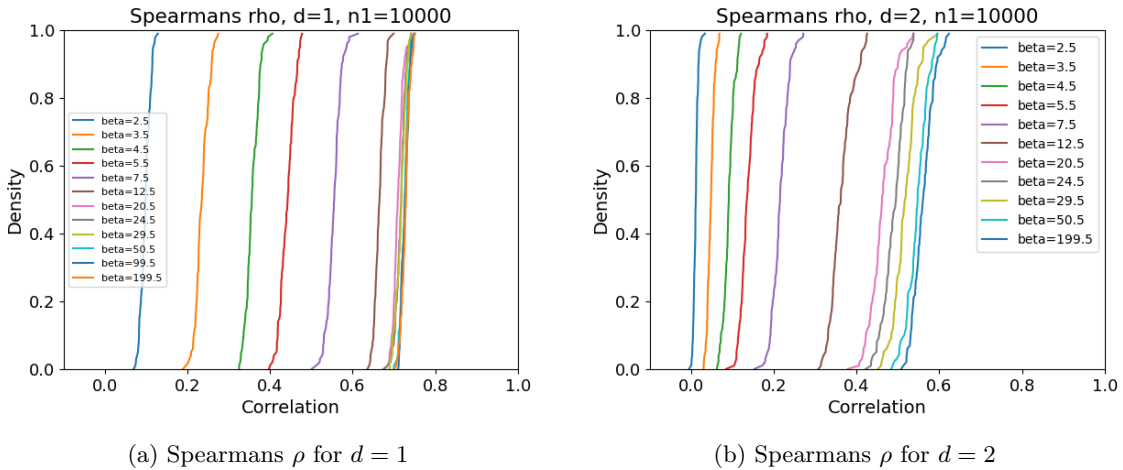 Spearmans rho, d=1, n1=10000
1.0
0.8
0.6
0.4
0.2
0.0
Density
beta=2.5
beta=3.5
beta=4.5
beta=5.5
beta=7.5
beta=12.5
beta=20.5
beta=24.5
beta=29.5
beta=50.5
beta=99.5
beta=199.5
0.0 0.2 0.4 0.6 0.8 1.0
Correlation
(a) Spearmans ρ for d = 1
Spearmans rho, d=2, n1=10000
1.0
0.8
0.6
0.4
0.2
0.0
Density
beta=2.5
beta=3.5
beta=4.5
beta=5.5
beta=7.5
beta=12.5
beta=20.5
beta=24.5
beta=29.5
beta=50.5
beta=199.5
0.0 0.2 0.4 0.6 0.8 1.0
Correlation
(b) Spearmans ρ for d = 2